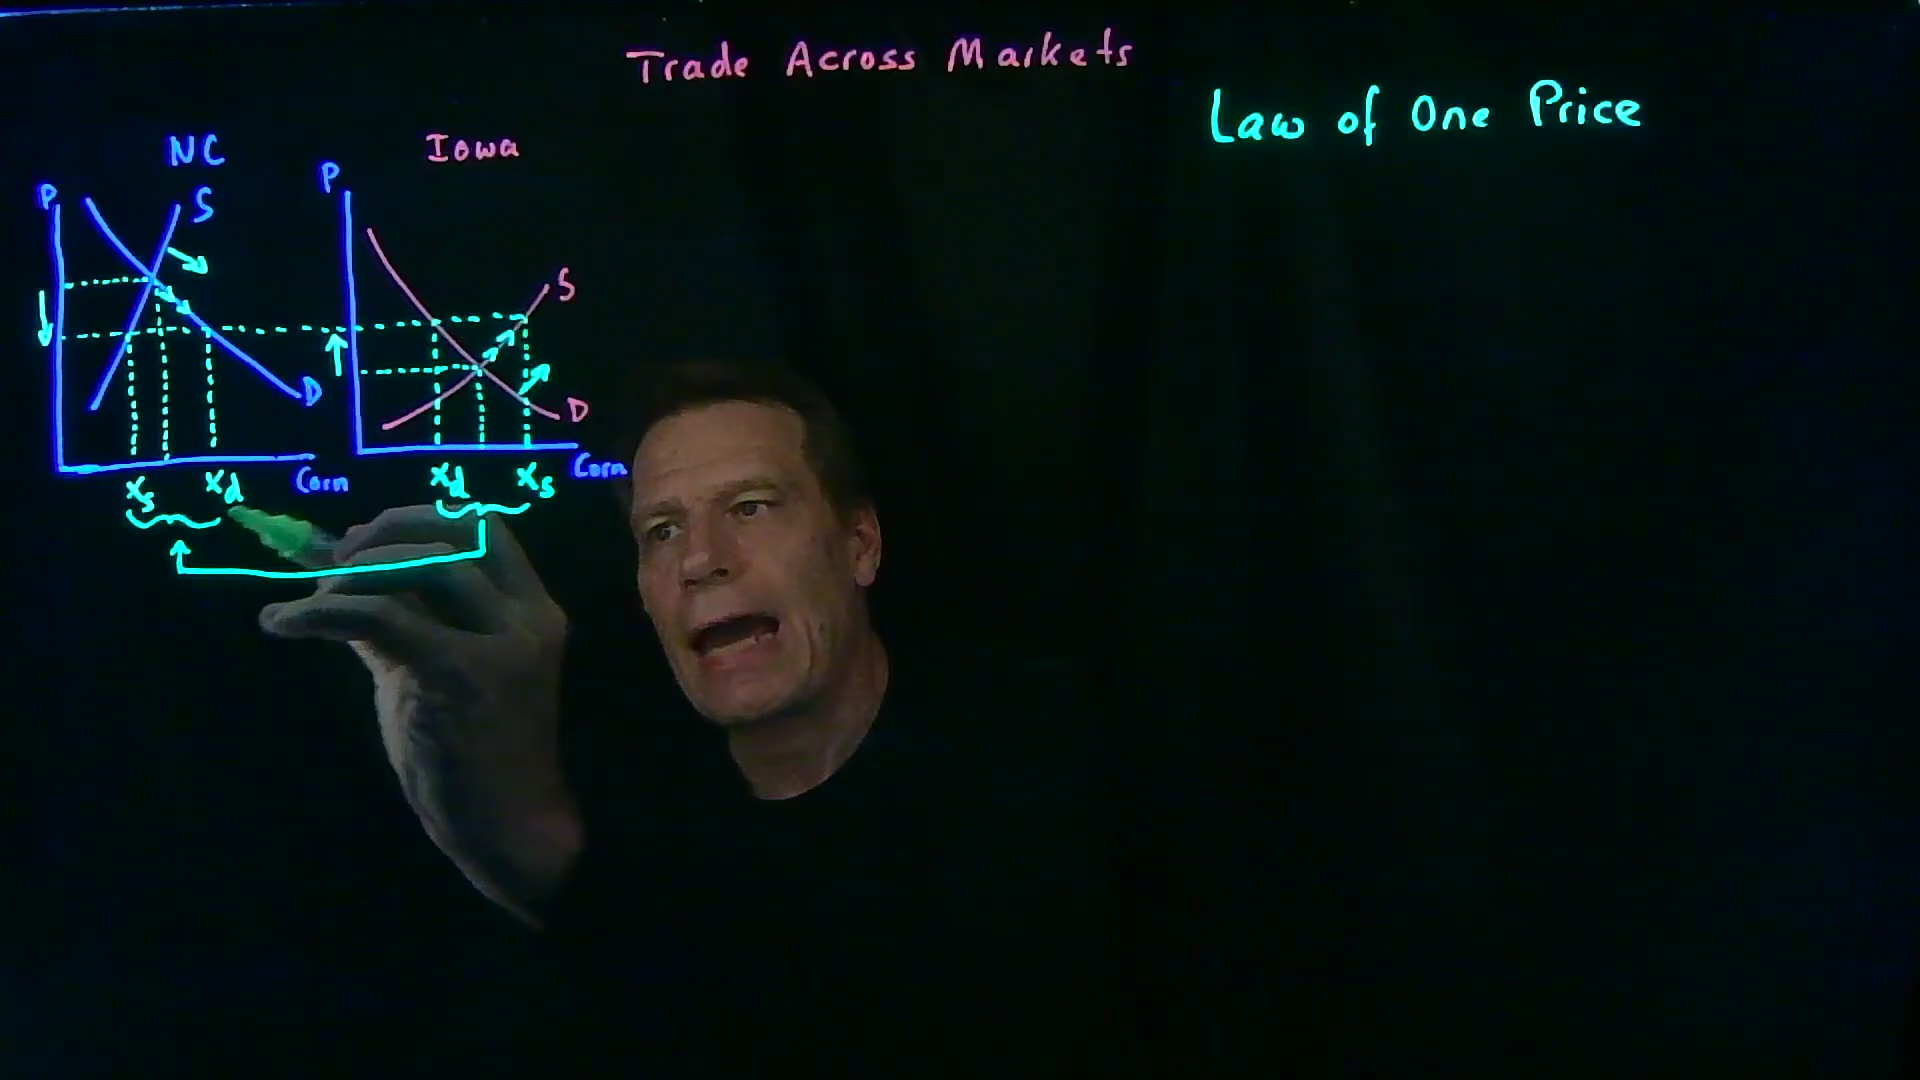 Trade Across Markets
Law of One Price
NC
P
S
D
Corn
xs
xd
Iowa
P
S
D
Corn
xd
xs